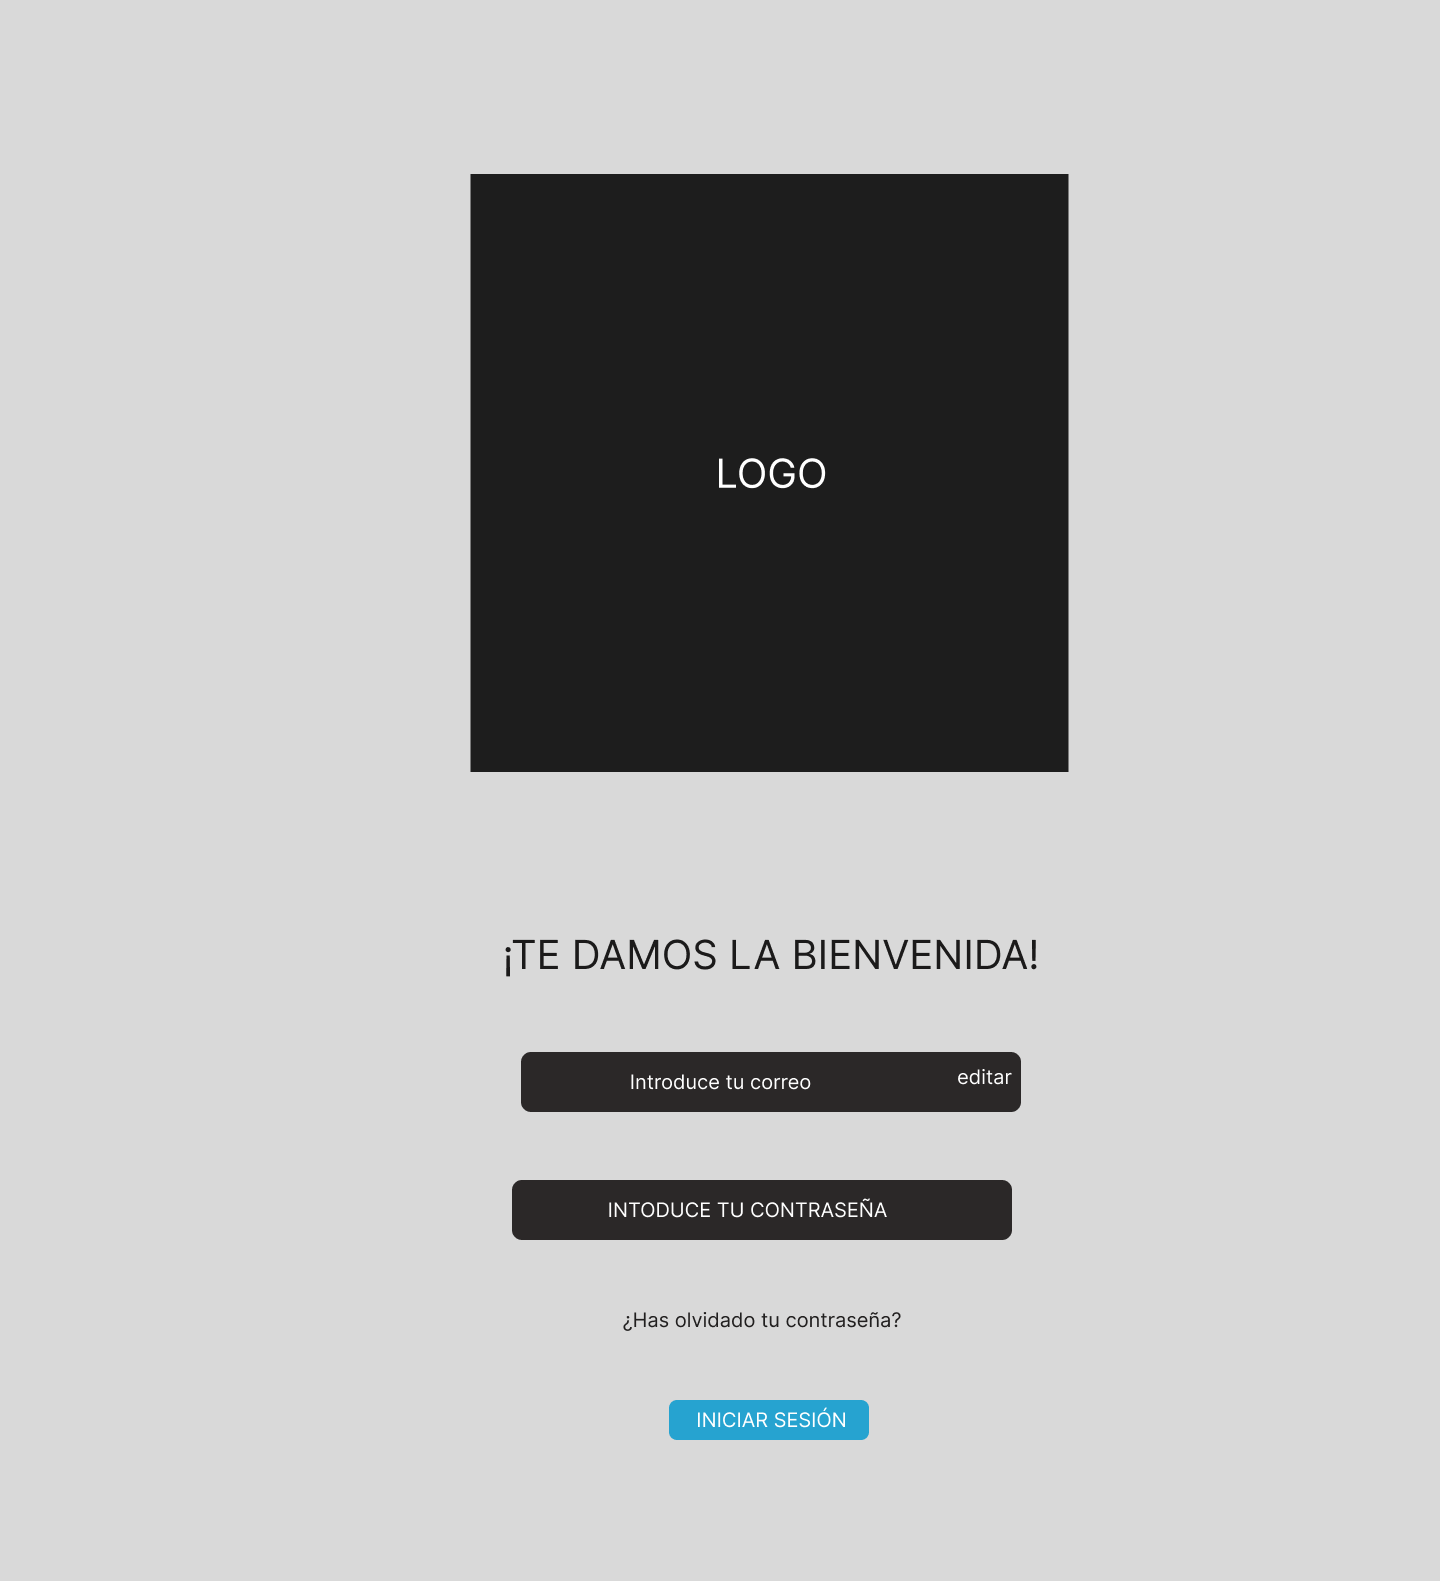 LOGO
¡TE DAMOS LA BIENVENIDA!
Introduce tu correo
editar
INTODUCE TU CONTRASEÑA
¿Has olvidado tu contraseña?
INICIAR SESIÓN